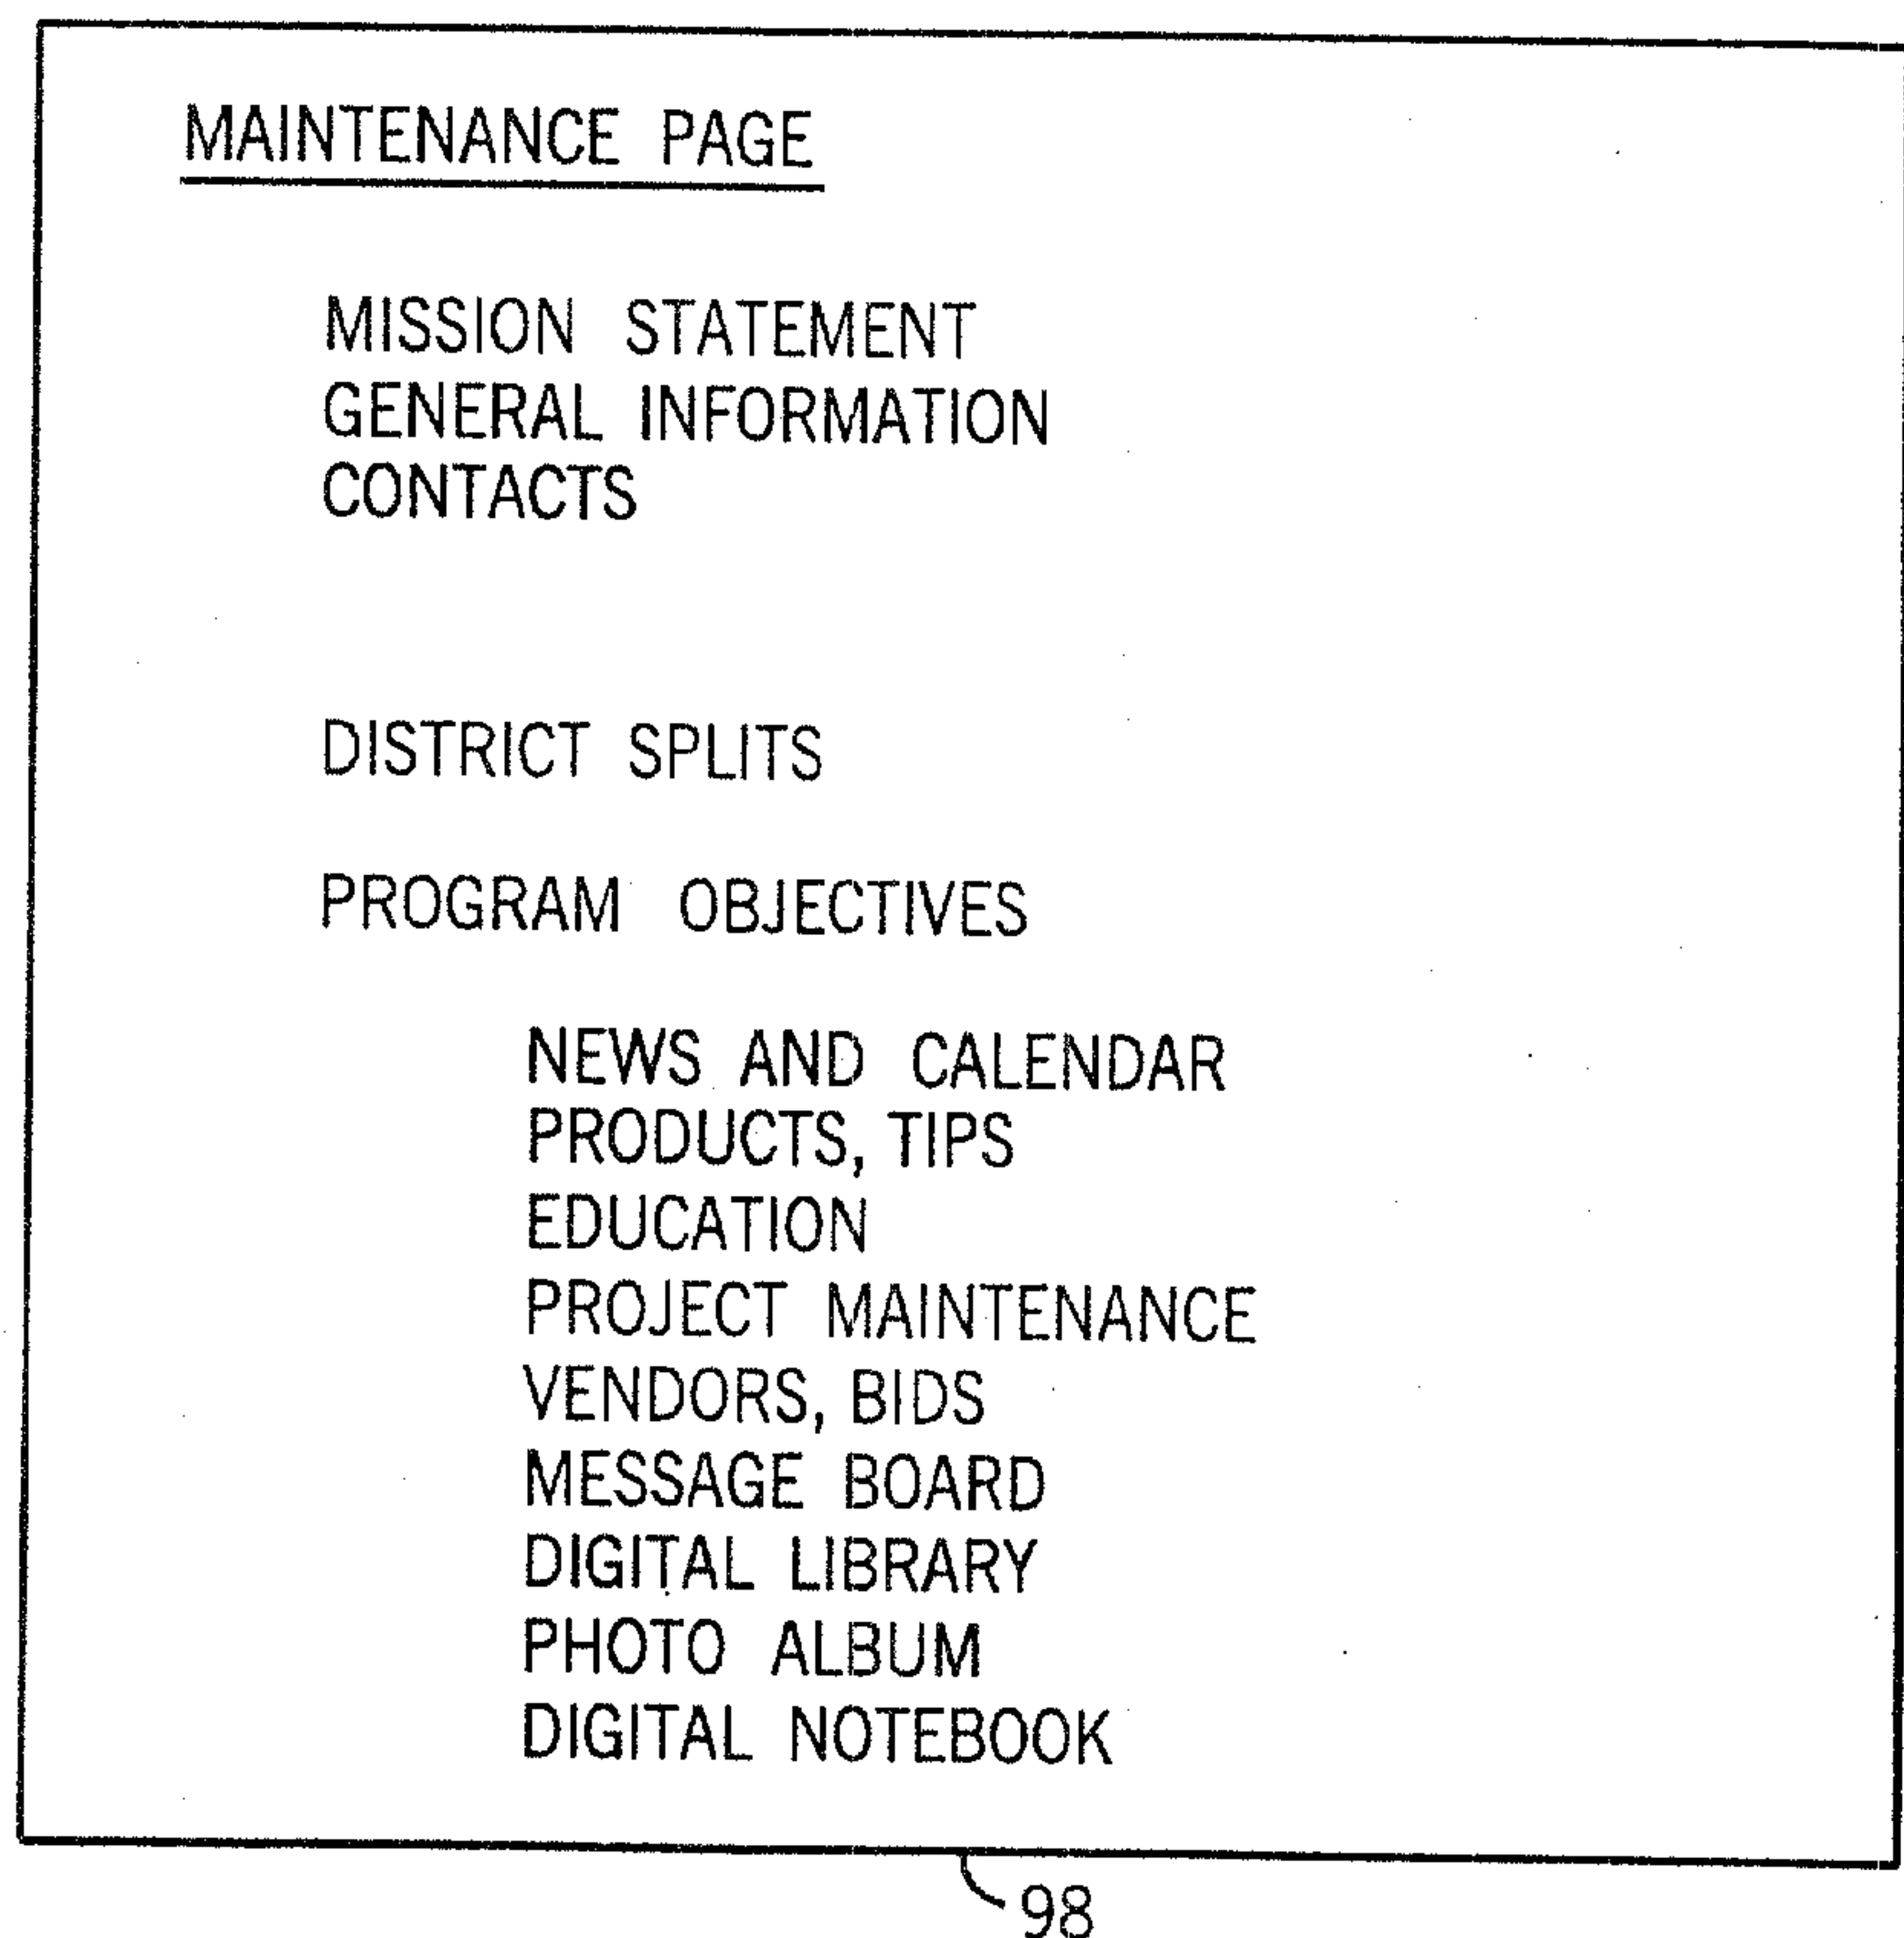 MAINTENANCE PAGE
MISSION STATEMENT
GENERAL INFORMATION
CONTACTS
DISTRICT SPLITS
PROGRAM OBJECTIVES
NEWS AND CALENDAR
PRODUCTS, TIPS
EDUCATION
PROJECT MAINTENANCE
VENDORS, BIDS
MESSAGE BOARD
DIGITAL LIBRARY
PHOTO ALBUM
DIGITAL NOTEBOOK
98